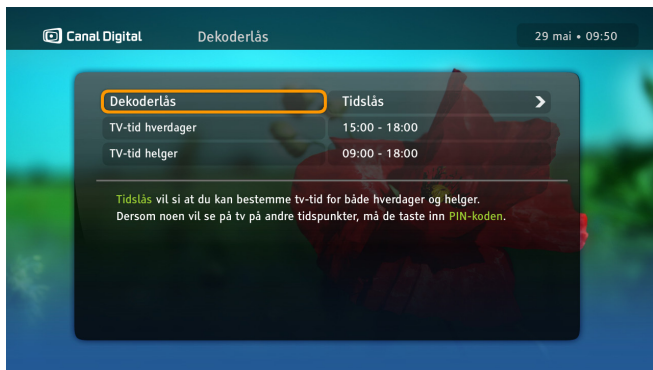 Canal Digital Dekoderlås 29 mai • 09:50
Dekoderlås Tidslås
TV-tid hverdager 15:00 - 18:00
TV-tid helger 09:00 - 18:00
Tidslås vil si at du kan bestemme tv-tid for både hverdager og helger.
Dersom noen vil se på tv på andre tidspunkter, må de taste inn PIN-koden.